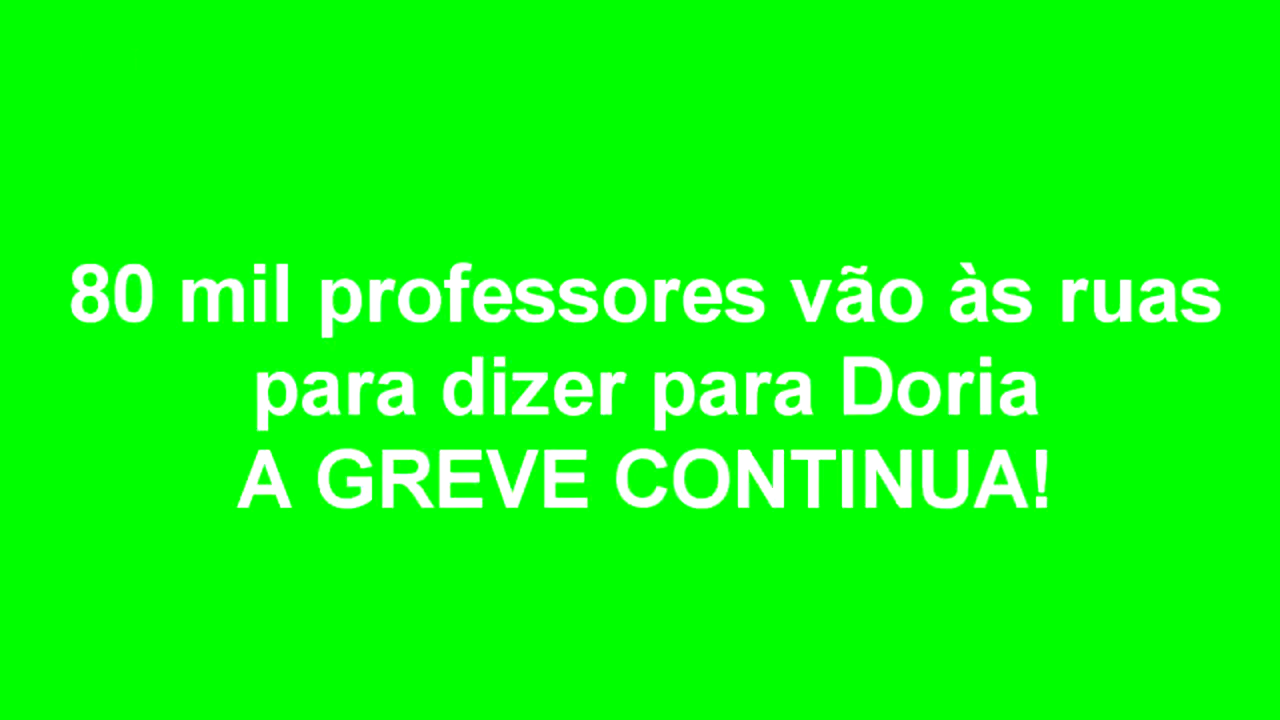 80 mil professores vão às ruas
para dizer para Doria
A GREVE CONTINUA!